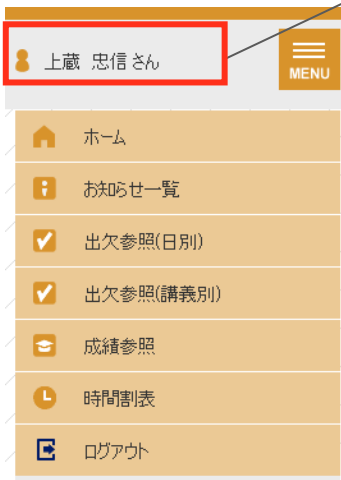 上蔵 忠信さん
MENU
ホーム
お知らせ一覧
出欠参照(日別)
出欠参照(講義別)
成績参照
時間割表
ログアウト